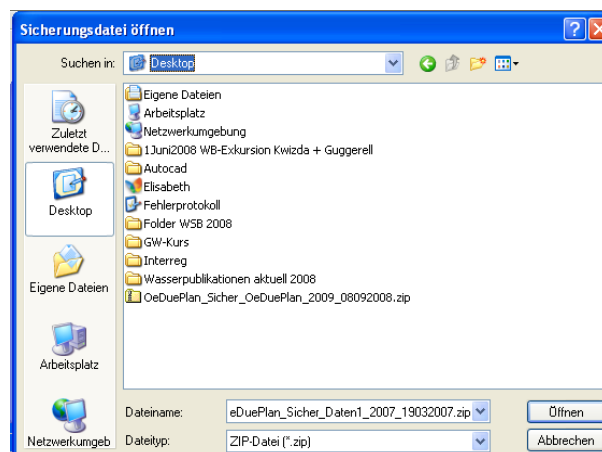 Sicherungsdatei öffnen
Suchen in:
Desktop
Zuletzt
verwendete D...
Desktop
Eigene Dateien
Arbeitsplatz
Netzwerkumgeb
Eigene Dateien
Arbeitsplatz
Netzwerkumgebung
1Juni2008 WB-Exkursion Kwizda + Guggerell
Autocad
Elisabeth
Fehlerprotokoll
Folder WSB 2008
GW-Kurs
Interreg
Wasserpublikationen aktuell 2008
OeDuePlan_Sicher_OeDuePlan_2009_08092008.zip
Dateiname:
eDuePlan_Sicher_Daten1_2007_19032007.zip
Öffnen
Dateityp:
ZIP-Datei (*.zip)
Abbrechen